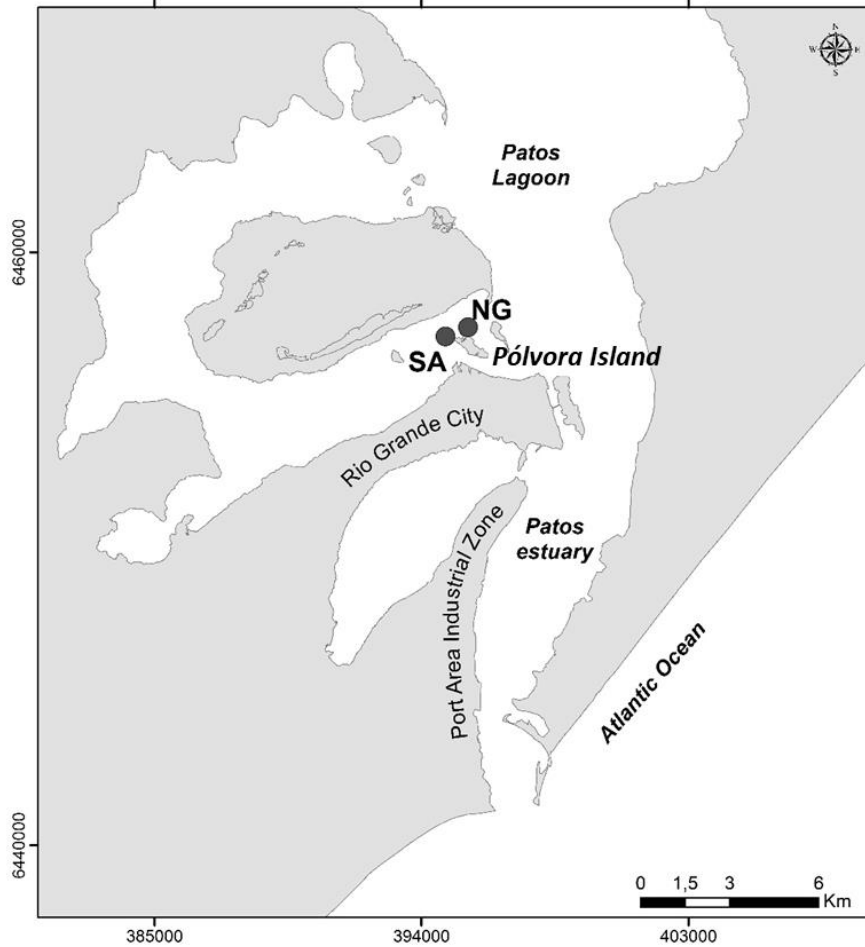 N
W E
S
Patos
Lagoon
6460000
NG
SA
Pólvora Island
Rio Grande City
Port Area Industrial Zone
Patos
estuary
Atlantic Ocean
6440000
0 1,5 3 6
Km
385000 394000 403000